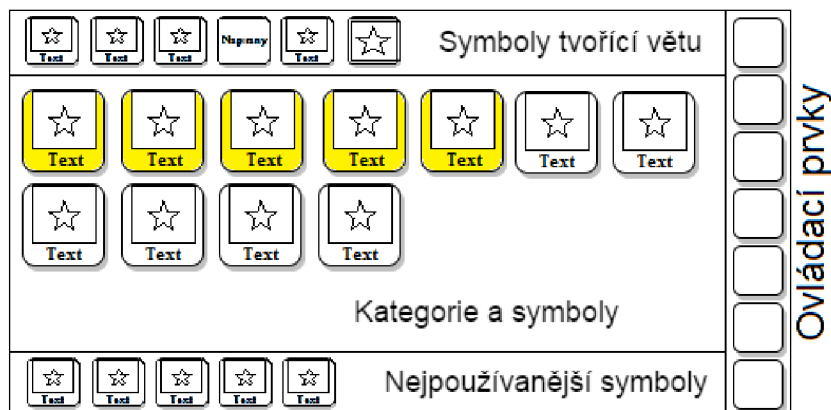 Text Text Text Text Symboly tvořící větu
Text Text Text Text Text Text Text
Text Text Text Text
Kategorie a symboly
Text Text Text Text Text Nejpoužívanější symboly
Ovládací prvky